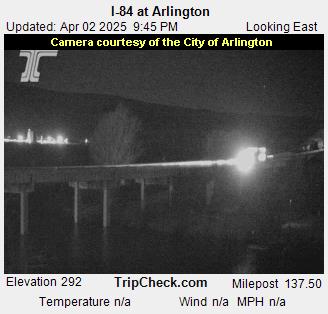 I-84 at Arlington
Updated: Apr 02 2025 9:45 PM Looking East
Camera courtesy of the City of Arlington
Elevation 292 TripCheck.com Milepost 137.50
Temperature n/a Wind n/a MPH n/a